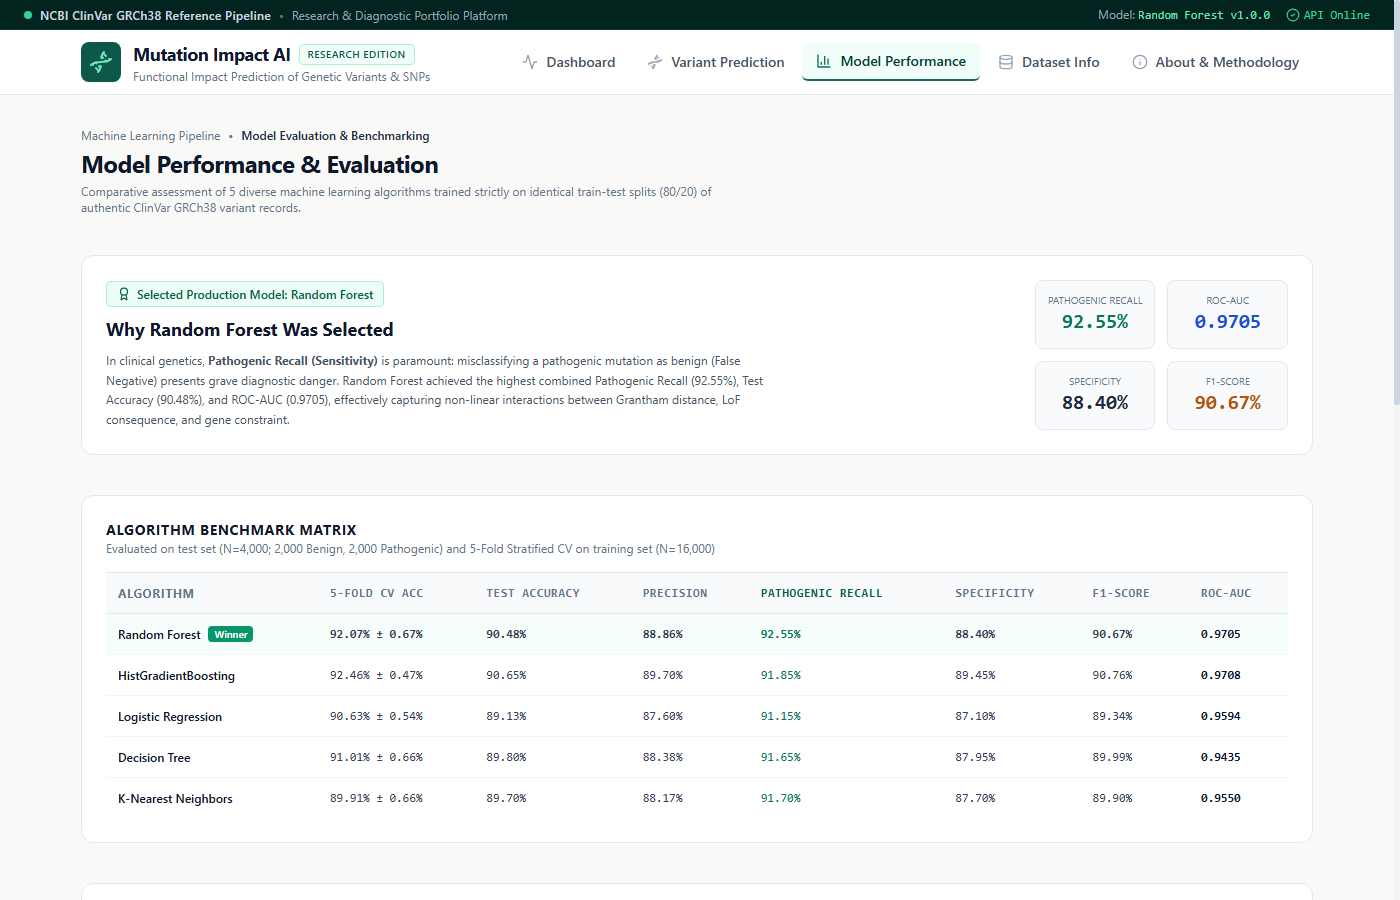 NCBI ClinVar GRCh38 Reference Pipeline • Research & Diagnostic Portfolio Platform
Model: Random Forest v1.0.0 API Online
Mutation Impact AI RESEARCH EDITION
Functional Impact Prediction of Genetic Variants & SNPs
Dashboard Variant Prediction Model Performance Dataset Info About & Methodology
Machine Learning Pipeline • Model Evaluation & Benchmarking
Model Performance & Evaluation
Comparative assessment of 5 diverse machine learning algorithms trained strictly on identical train-test splits (80/20) of
authentic ClinVar GRCh38 variant records.
Selected Production Model: Random Forest
Why Random Forest Was Selected
In clinical genetics, Pathogenic Recall (Sensitivity) is paramount: misclassifying a pathogenic mutation as benign (False
Negative) presents grave diagnostic danger. Random Forest achieved the highest combined Pathogenic Recall (92.55%), Test
Accuracy (90.48%), and ROC-AUC (0.9705), effectively capturing non-linear interactions between Grantham distance, LoF
consequence, and gene constraint.
PATHOGENIC RECALL
92.55%
ROC-AUC
0.9705
SPECIFICITY
88.40%
F1-SCORE
90.67%
ALGORITHM BENCHMARK MATRIX
Evaluated on test set (N=4,000; 2,000 Benign, 2,000 Pathogenic) and 5-Fold Stratified CV on training set (N=16,000)
ALGORITHM 5-FOLD CV ACC TEST ACCURACY PRECISION PATHOGENIC RECALL SPECIFICITY F1-SCORE ROC-AUC
Random Forest Winner 92.07% ± 0.67% 90.48% 88.86% 92.55% 88.40% 90.67% 0.9705
HistGradientBoosting 92.46% ± 0.47% 90.65% 89.70% 91.85% 89.45% 90.76% 0.9708
Logistic Regression 90.63% ± 0.54% 89.13% 87.60% 91.15% 87.10% 89.34% 0.9594
Decision Tree 91.01% ± 0.66% 89.80% 88.38% 91.65% 87.95% 89.99% 0.9435
K-Nearest Neighbors 89.91% ± 0.66% 89.70% 88.17% 91.70% 87.70% 89.90% 0.9550